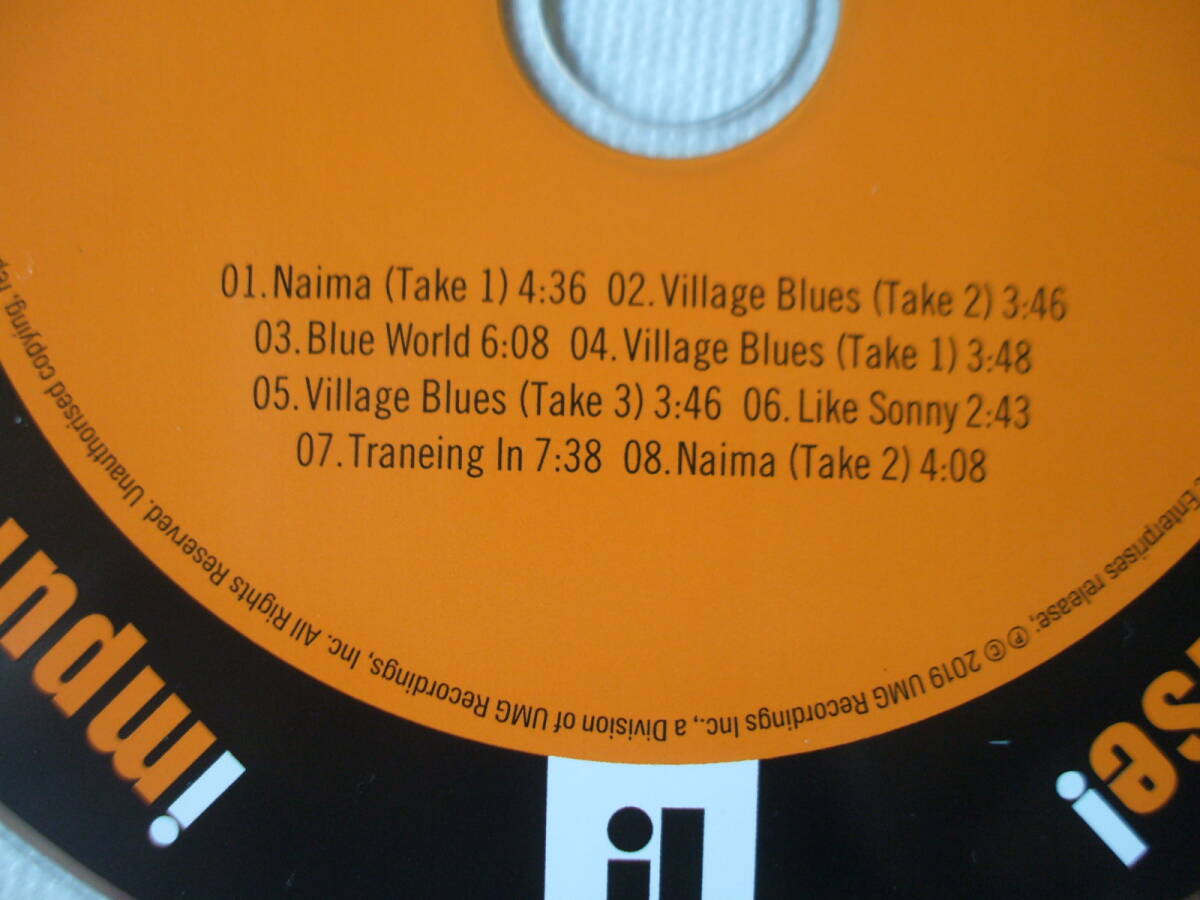 01.Naima (Take 1) 4:36 02.Village Blues (Take 2) 3:46
03.Blue World 6:08 04.Village Blues (Take 1) 3:48
05.Village Blues (Take 3) 3:46 06.Like Sonny 2:43
07.Traneing In 7:38 08.Naima (Take 2) 4:08
Enterprises release; ℗ © 2019 UMG Recordings Inc., a Division of UMG Recordings, Inc. All Rights Reserved. Unauthorised copying,